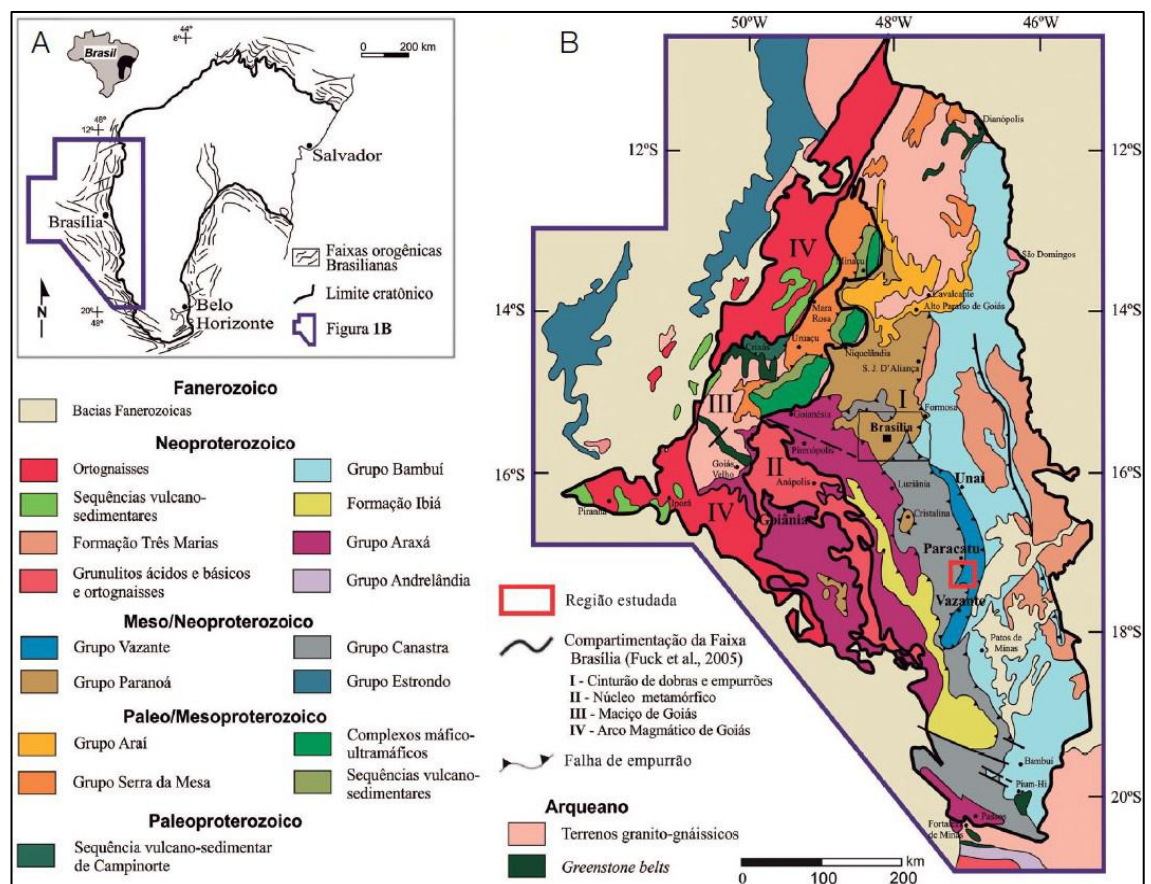 A
Brasil
44°
8°
0 200 km
48°
12°
Salvador
Brasília
N
20°
48°
Belo
Horizonte
Faixas orogênicas
Brasilianas
Limite cratônico
Figura 1B
Fanerozoico
Bacias Fanerozoicas
Neoproterozoico
Ortognaisses
Grupo Bambuí
Sequências vulcano-
sedimentares
Formação Ibiá
Formação Três Marias
Grupo Araxá
Grunulitos ácidos e básicos
e ortognaisses
Grupo Andrelândia
Meso/Neoproterozoico
Grupo Vazante
Grupo Canastra
Grupo Paranoá
Grupo Estrondo
Paleo/Mesoproterozoico
Grupo Araí
Complexos máfico-
ultramáficos
Grupo Serra da Mesa
Sequências vulcano-
sedimentares
Paleoproterozoico
Sequência vulcano-sedimentar
de Campinorte
B
50°W
48°W
46°W
12°S
14°S
16°S
Dianópolis
12°S
São Domingos
IV
Minaçu
Cavalcante
Alto Paraíso de Goiás
14°S
Mara
Rosa
Crixás
Uruaçu
Niquelândia
S. J. D'Aliança
III
I
Goianésia
Formosa
Brasília
Pirenópolis
16°S
Goiás
Velho
II
Anápolis
Luziânia
Unaí
Piranhas
Iporá
IV
Goiânia
Cristalina
Paracatu
Vazante
18°S
Patos de
Minas
Bambuí
Pium-Hi
20°S
Passos
Fortaleza
de Minas
Região estudada
Compartimentação da Faixa
Brasília (Fuck et al., 2005)
I - Cinturão de dobras e empurrões
II - Núcleo metamórfico
III - Maciço de Goiás
IV - Arco Magmático de Goiás
Falha de empurrão
Arqueano
Terrenos granito-gnáissicos
Greenstone belts
km
0 100 200